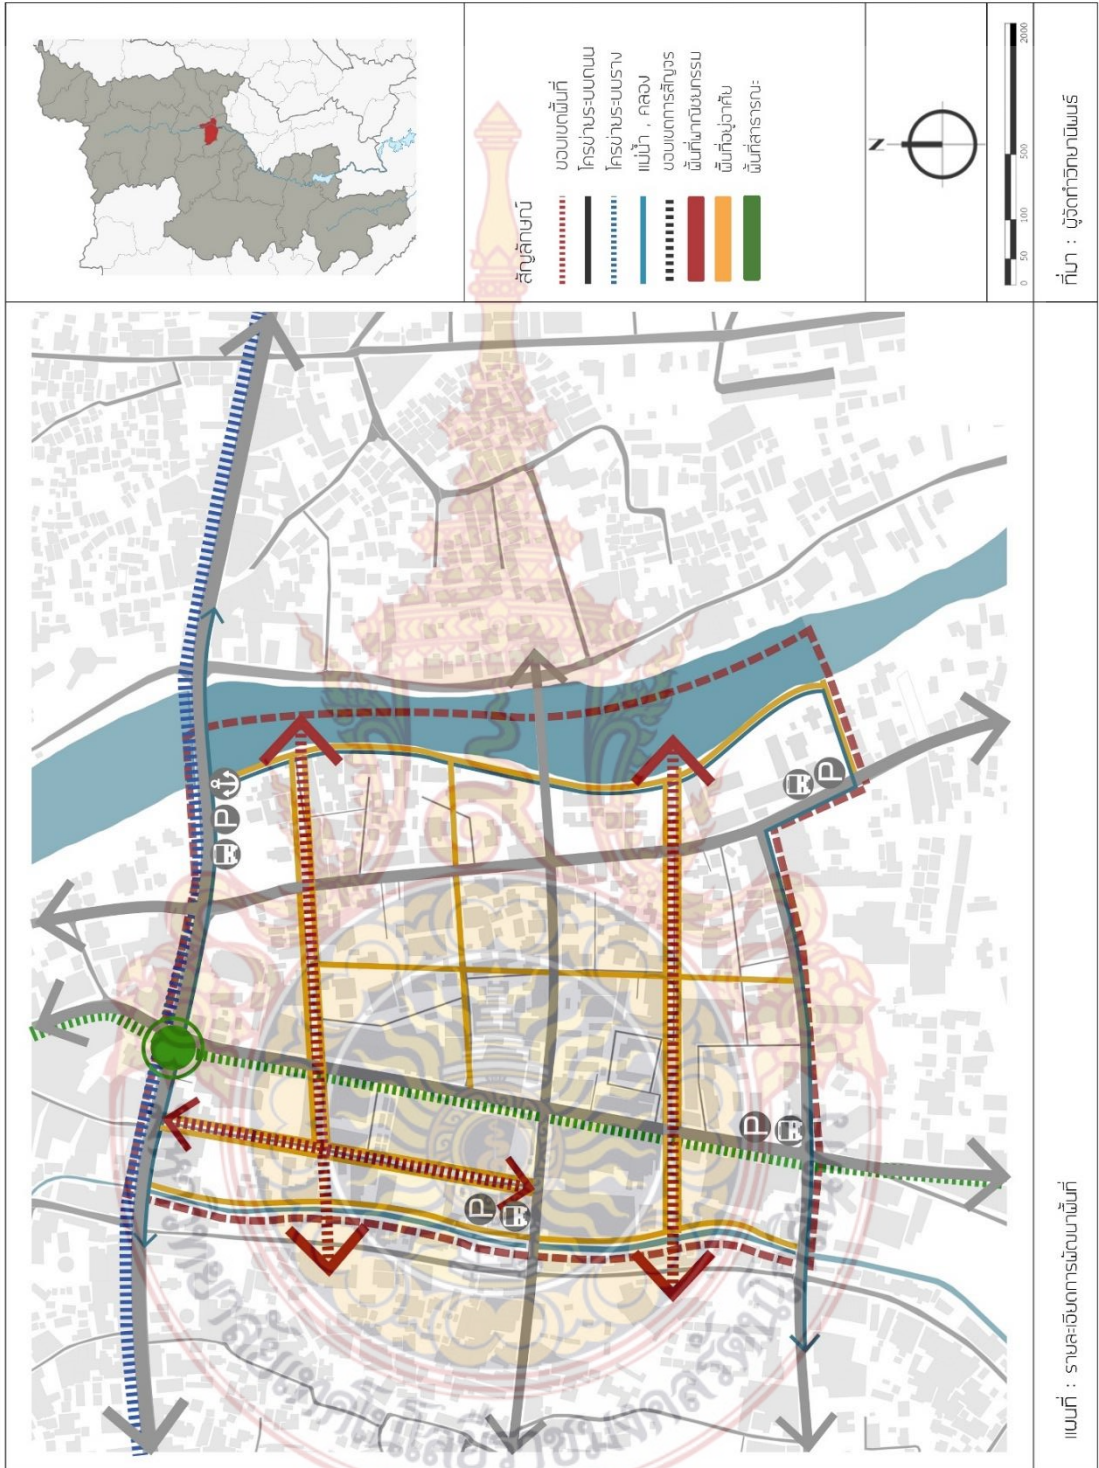 สัญลักษณ์
ขอบเขตพื้นที่
โครงข่ายระบบถนน
โครงข่ายระบบราง
แม่น้ำ , คลอง
ขอบเขตการสัญจร
พื้นที่พาณิชยกรรม
พื้นที่อยู่อาศัย
พื้นที่สาธารณะ
N
0 50 100 500 2000
ที่มา : ผู้จัดทำวิทยานิพนธ์
แผนที่ : รายละเอียดการพัฒนาพื้นที่
P
P
P
P